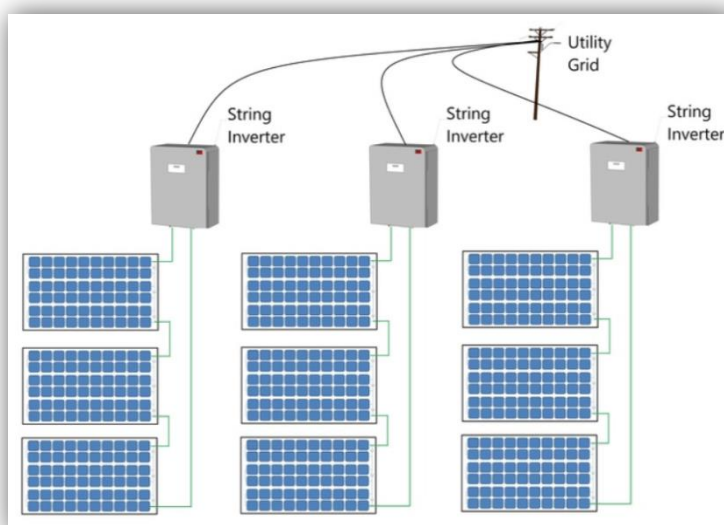 Utility
Grid
String
Inverter
String
Inverter
String
Inverter